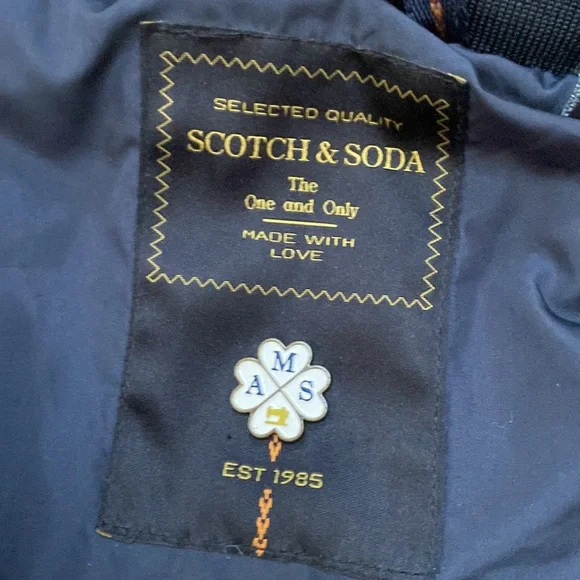 SELECTED QUALITY
SCOTCH & SODA
The
One and Only
MADE WITH
LOVE
M
A S
EST 1985